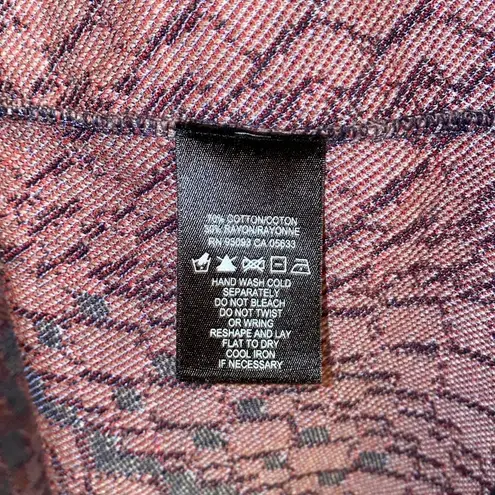 70% COTTON/COTON
30% RAYON/RAYONNE
RN 93093 CA 05633
HAND WASH COLD
SEPARATELY
DO NOT BLEACH
DO NOT TWIST
OR WRING
RESHAPE AND LAY
FLAT TO DRY
COOL IRON
IF NECESSARY